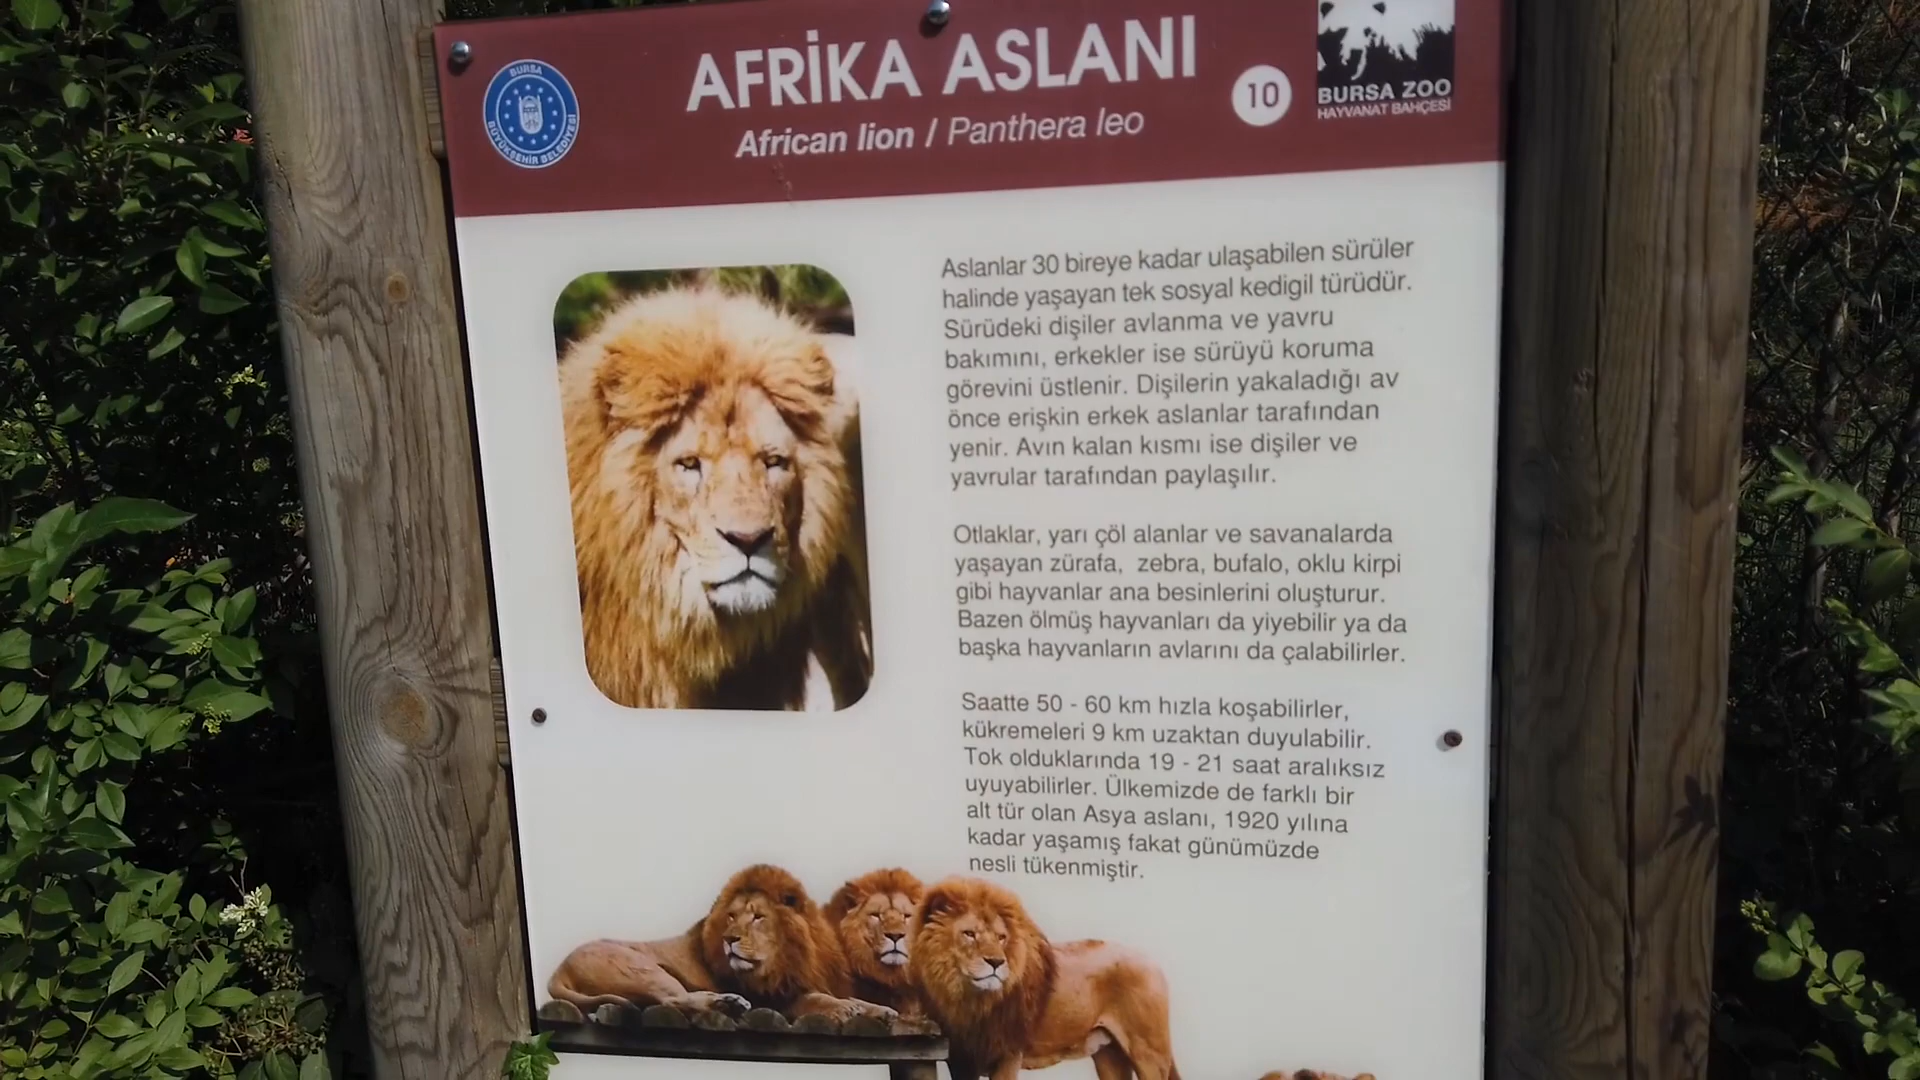 BURSA
BÜYÜKŞEHİR BELEDİYESİ
AFRİKA ASLANI
African lion / Panthera leo
10
BURSA ZOO
HAYVANAT BAHÇESİ
Aslanlar 30 bireye kadar ulaşabilen sürüler
halinde yaşayan tek sosyal kedigil türüdür.
Sürüdeki dişiler avlanma ve yavru
bakımını, erkekler ise sürüyü koruma
görevini üstlenir. Dişilerin yakaladığı av
önce erişkin erkek aslanlar tarafından
yenir. Avın kalan kısmı ise dişiler ve
yavrular tarafından paylaşılır.
Otlaklar, yarı çöl alanlar ve savanalarda
yaşayan zürafa, zebra, bufalo, oklu kirpi
gibi hayvanlar ana besinlerini oluşturur.
Bazen ölmüş hayvanları da yiyebilir ya da
başka hayvanların avlarını da çalabilirler.
Saatte 50 - 60 km hızla koşabilirler,
kükremeleri 9 km uzaktan duyulabilir.
Tok olduklarında 19 - 21 saat aralıksız
uyuyabilirler. Ülkemizde de farklı bir
alt tür olan Asya aslanı, 1920 yılına
kadar yaşamış fakat günümüzde
nesli tükenmiştir.